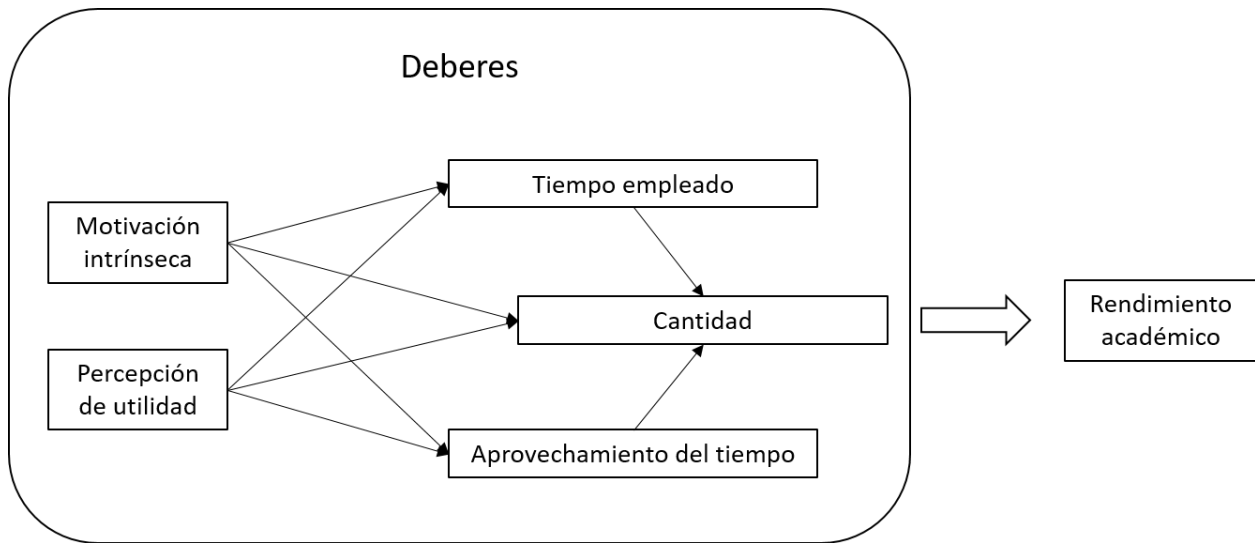 Deberes
Motivación
intrínseca
Percepción
de utilidad
Tiempo empleado
Cantidad
Aprovechamiento del tiempo
Rendimiento
académico